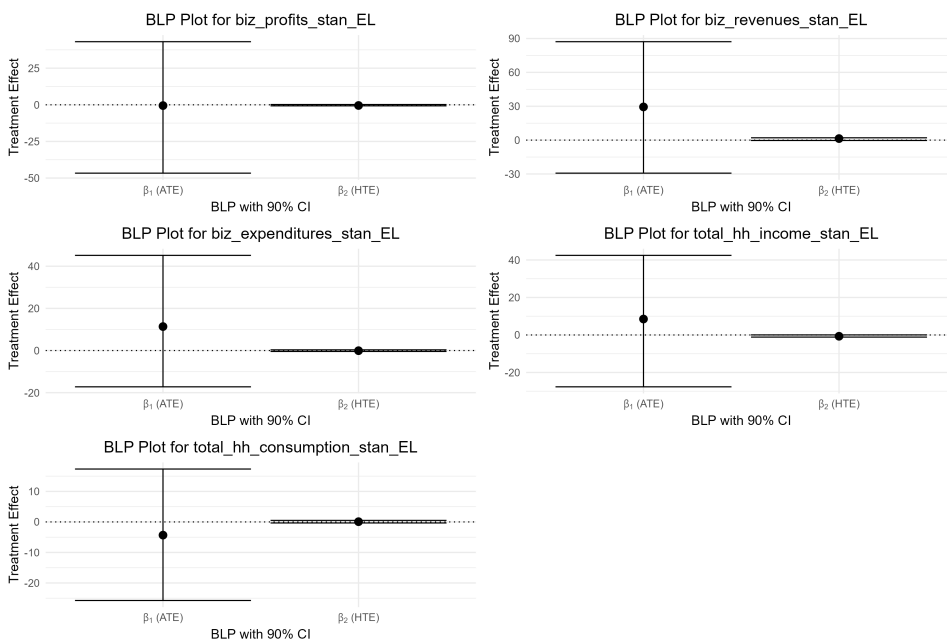 BLP Plot for biz_profits_stan_EL
Treatment Effect
25
0
-25
-50
β₁ (ATE)
β₂ (HTE)
BLP with 90% CI
BLP Plot for biz_revenues_stan_EL
Treatment Effect
90
60
30
0
-30
β₁ (ATE)
β₂ (HTE)
BLP with 90% CI
BLP Plot for biz_expenditures_stan_EL
Treatment Effect
40
20
0
-20
β₁ (ATE)
β₂ (HTE)
BLP with 90% CI
BLP Plot for total_hh_income_stan_EL
Treatment Effect
40
20
0
-20
β₁ (ATE)
β₂ (HTE)
BLP with 90% CI
BLP Plot for total_hh_consumption_stan_EL
Treatment Effect
10
0
-10
-20
β₁ (ATE)
β₂ (HTE)
BLP with 90% CI